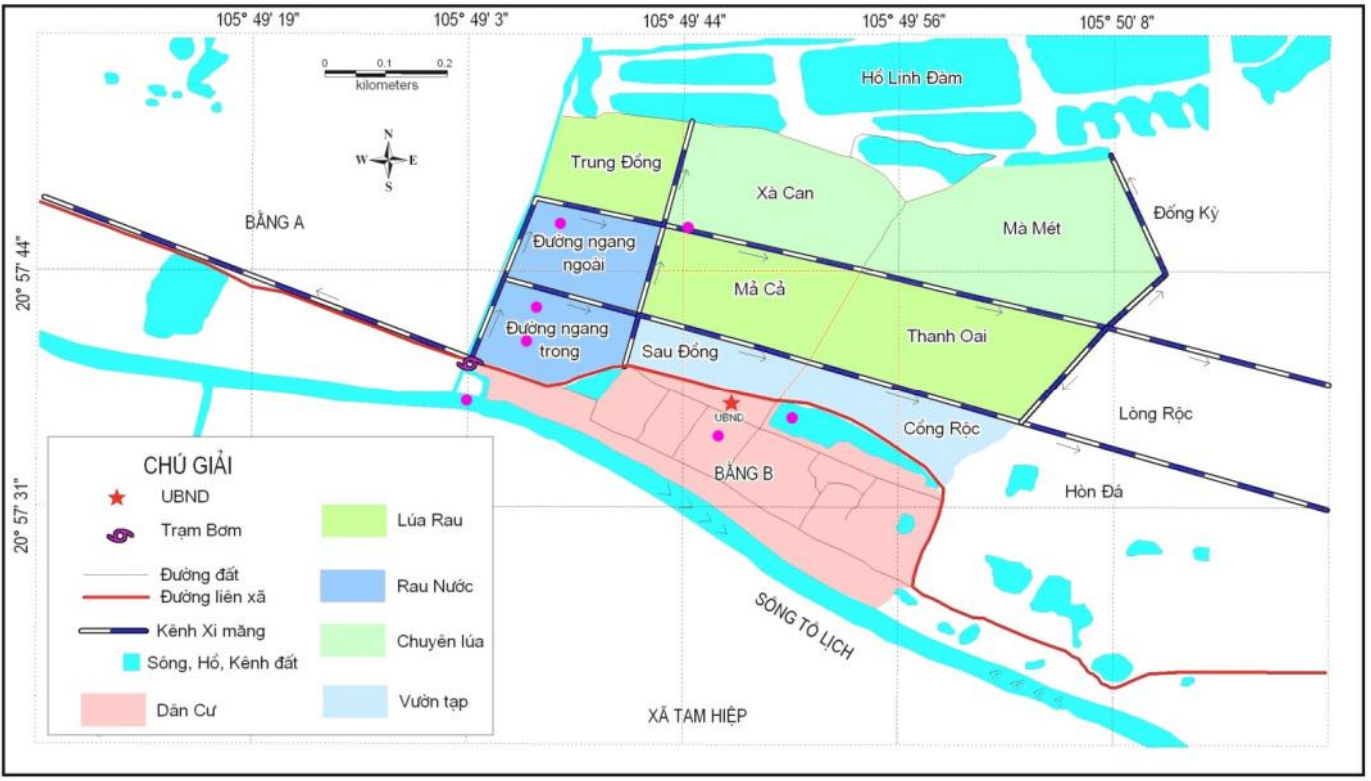 105° 49' 19"
105° 49' 3"
105° 49' 44"
105° 49' 56"
105° 50' 8"
0
0.1
0.2
kilometers
N
W
E
S
Hồ Linh Đàm
Trung Đồng
Xà Can
Đống Kỳ
BẰNG A
Mà Mét
Đường ngang
ngoài
20° 57' 44"
Mả Cả
Đường ngang
trong
Sau Đồng
Thanh Oai
UBND
Cổng Rộc
Lòng Rộc
BẰNG B
Hòn Đá
20° 57' 31"
SÔNG TÔ LỊCH
XÃ TAM HIỆP
CHÚ GIẢI
UBND
Trạm Bơm
Đường đất
Đường liên xã
Kênh Xi măng
Sông, Hồ, Kênh đất
Dân Cư
Lúa Rau
Rau Nước
Chuyên lúa
Vườn tạp